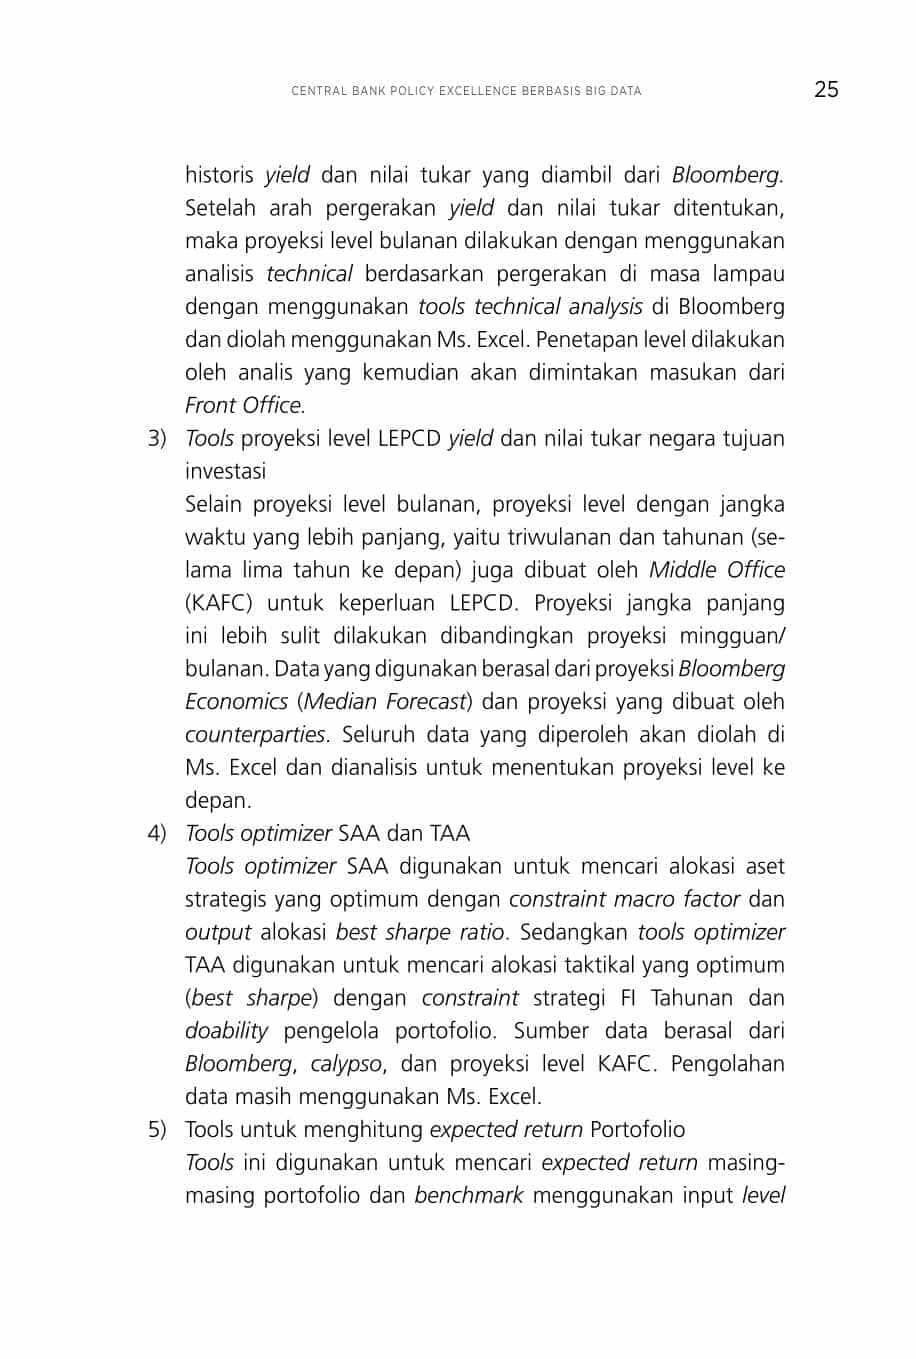 CENTRAL BANK POLICY EXCELLENCE BERBASIS BIG DATA 25
historis yield dan nilai tukar yang diambil dari Bloomberg.
Setelah arah pergerakan yield dan nilai tukar ditentukan,
maka proyeksi level bulanan dilakukan dengan menggunakan
analisis technical berdasarkan pergerakan di masa lampau
dengan menggunakan tools technical analysis di Bloomberg
dan diolah menggunakan Ms. Excel. Penetapan level dilakukan
oleh analis yang kemudian akan dimintakan masukan dari
Front Office.
3) Tools proyeksi level LEPCD yield dan nilai tukar negara tujuan
investasi
Selain proyeksi level bulanan, proyeksi level dengan jangka
waktu yang lebih panjang, yaitu triwulanan dan tahunan (se-
lama lima tahun ke depan) juga dibuat oleh Middle Office
(KAFC) untuk keperluan LEPCD. Proyeksi jangka panjang
ini lebih sulit dilakukan dibandingkan proyeksi mingguan/
bulanan. Data yang digunakan berasal dari proyeksi Bloomberg
Economics (Median Forecast) dan proyeksi yang dibuat oleh
counterparties. Seluruh data yang diperoleh akan diolah di
Ms. Excel dan dianalisis untuk menentukan proyeksi level ke
depan.
4) Tools optimizer SAA dan TAA
Tools optimizer SAA digunakan untuk mencari alokasi aset
strategis yang optimum dengan constraint macro factor dan
output alokasi best sharpe ratio. Sedangkan tools optimizer
TAA digunakan untuk mencari alokasi taktikal yang optimum
(best sharpe) dengan constraint strategi FI Tahunan dan
doability pengelola portofolio. Sumber data berasal dari
Bloomberg, calypso, dan proyeksi level KAFC. Pengolahan
data masih menggunakan Ms. Excel.
5) Tools untuk menghitung expected return Portofolio
Tools ini digunakan untuk mencari expected return masing-
masing portofolio dan benchmark menggunakan input level